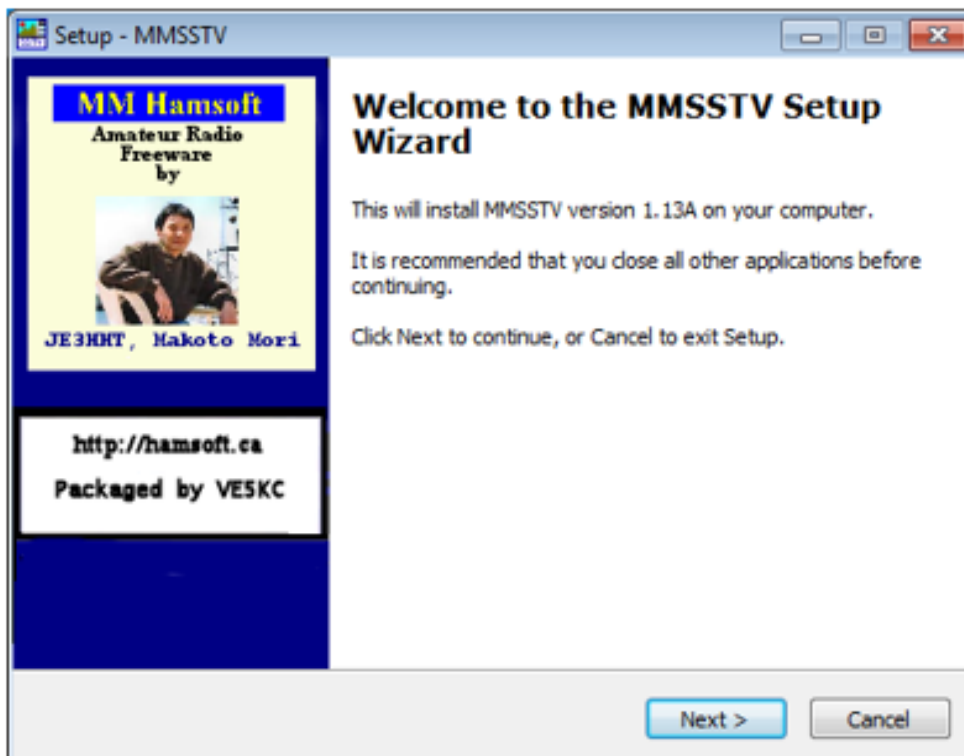 Setup - MMSSTV
MM Hamsoft
Amateur Radio
Freeware
by
JE3HHT, Makoto Mori
http://hamsoft.ca
Packaged by VE5KC
Welcome to the MMSSTV Setup
Wizard
This will install MMSSTV version 1.13A on your computer.
It is recommended that you close all other applications before
continuing.
Click Next to continue, or Cancel to exit Setup.
Next >
Cancel